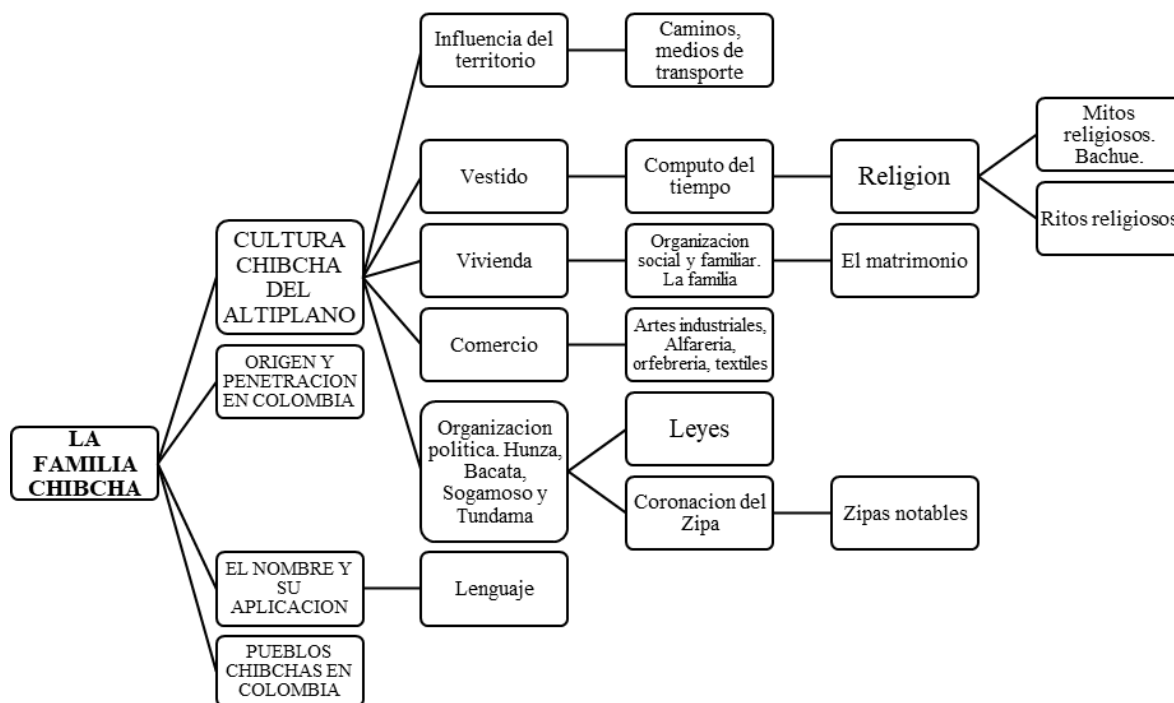 Influencia del
territorio
Caminos,
medios de
transporte
Mitos
religiosos.
Bachue.
Vestido
Computo del
tiempo
Religion
Ritos religiosos
CULTURA
CHIBCHA
DEL
ALTIPLANO
Vivienda
Organizacion
social y familiar.
La familia
El matrimonio
Comercio
Artes industriales,
Alfareria,
orfebreria, textiles
ORIGEN Y
PENETRACION
EN COLOMBIA
LA
FAMILIA
CHIBCHA
Organizacion
politica. Hunza,
Bacata,
Sogamoso y
Tundama
Leyes
Coronacion del
Zipa
Zipas notables
EL NOMBRE Y
SU
APLICACION
Lenguaje
PUEBLOS
CHIBCHAS EN
COLOMBIA